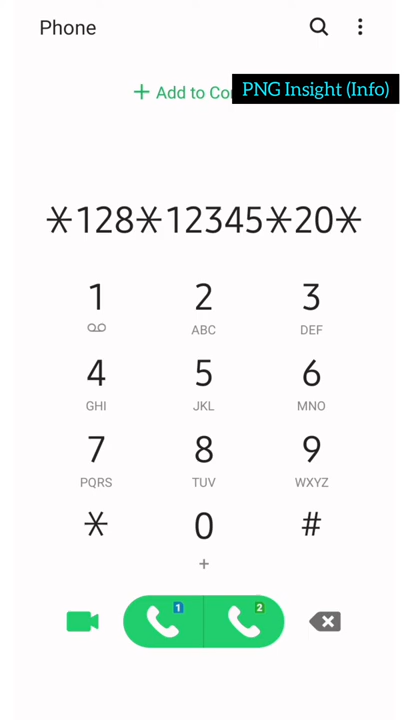 Phone
+ Add to Con
PNG Insight (Info)
*128*12345*20*
1 2 3
ABC DEF
4 5 6
GHI JKL MNO
7 8 9
PQRS TUV WXYZ
* 0 #
+
1 2